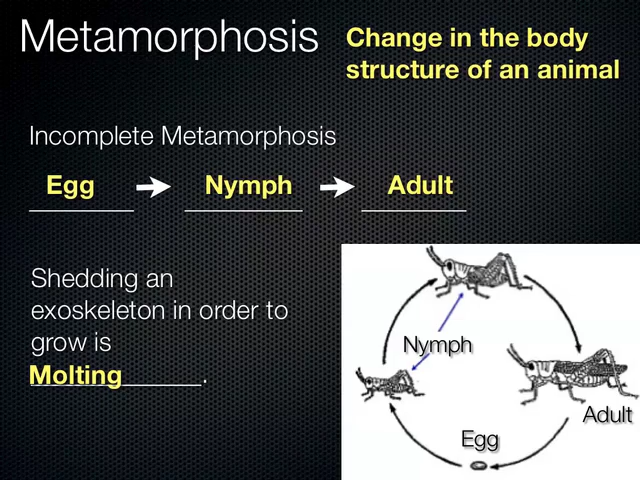 Metamorphosis
Change in the body
structure of an animal
Incomplete Metamorphosis
Egg Nymph Adult
Shedding an
exoskeleton in order to
grow is
Molting.
Nymph
Adult
Egg